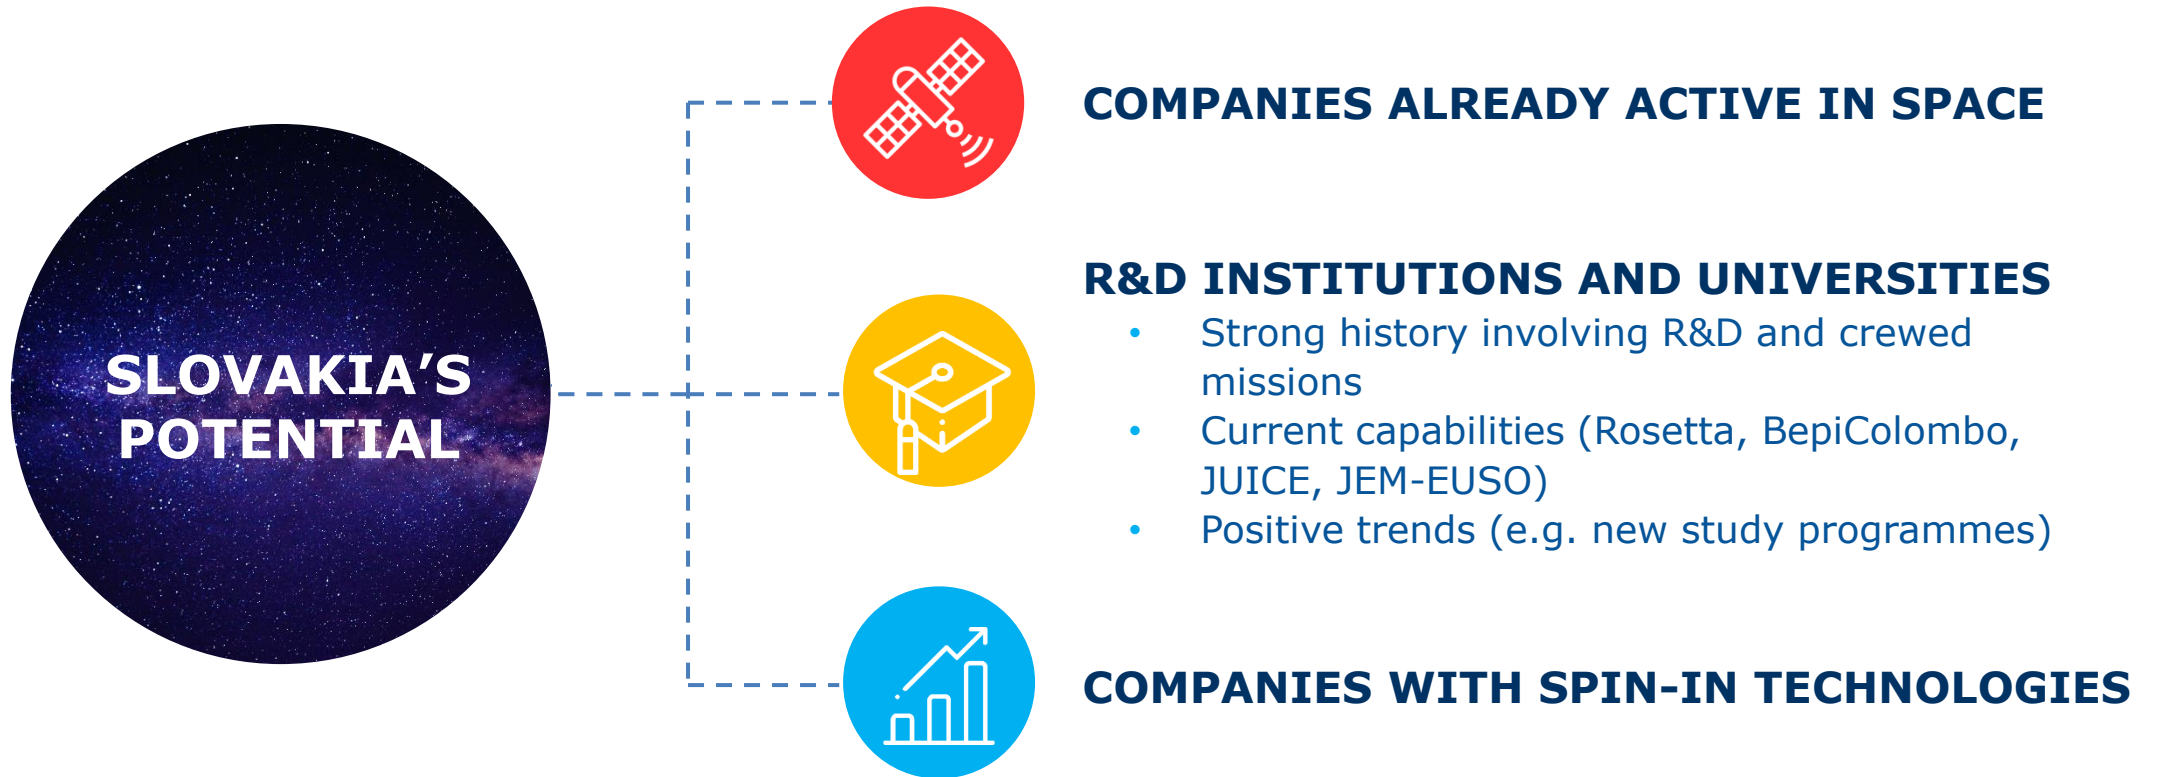 SLOVAKIA’S
POTENTIAL
COMPANIES ALREADY ACTIVE IN SPACE
R&D INSTITUTIONS AND UNIVERSITIES
• Strong history involving R&D and crewed
missions
• Current capabilities (Rosetta, BepiColombo,
JUICE, JEM-EUSO)
• Positive trends (e.g. new study programmes)
COMPANIES WITH SPIN-IN TECHNOLOGIES